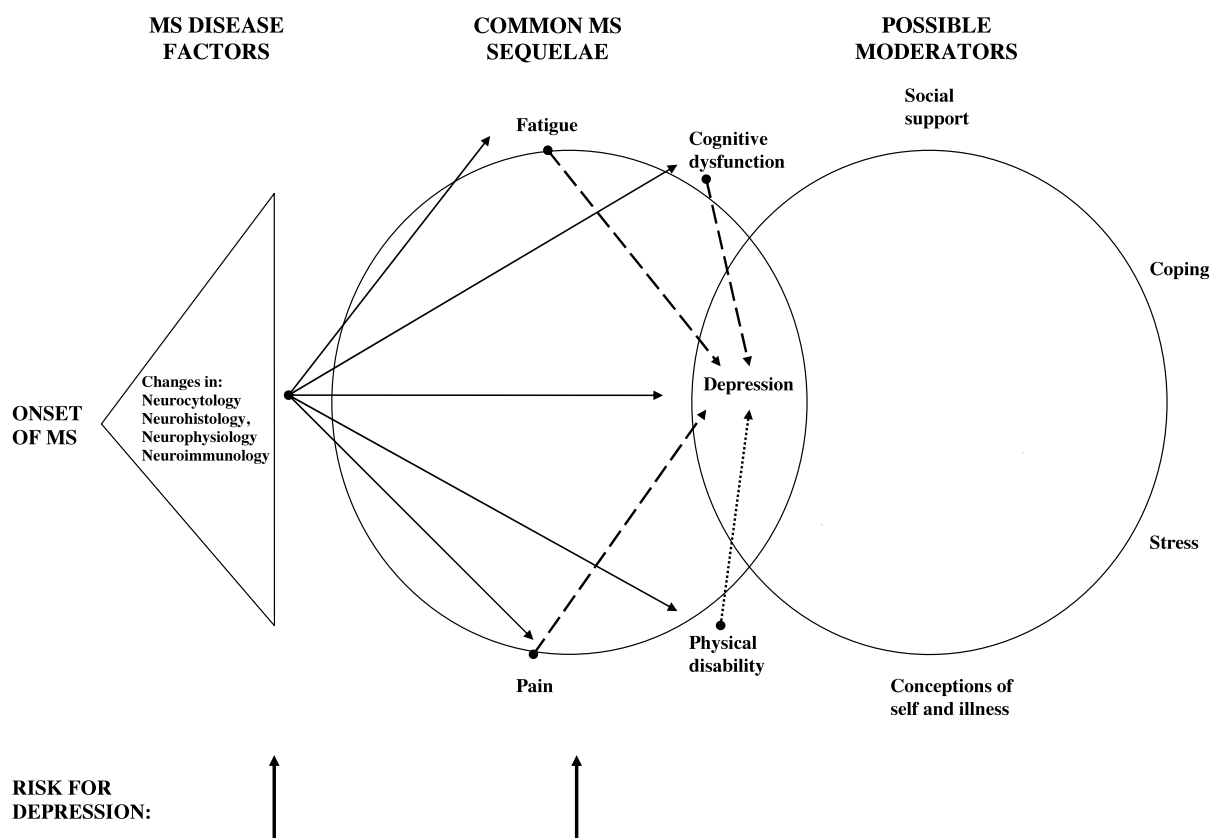 MS DISEASE
FACTORS
COMMON MS
SEQUELAE
POSSIBLE
MODERATORS
Social
support
Fatigue
Cognitive
dysfunction
Coping
Changes in:
Neurocytology
Neurohistology,
Neurophysiology
Neuroimmunology
Depression
ONSET
OF MS
Stress
Physical
disability
Pain
Conceptions of
self and illness
RISK FOR
DEPRESSION: